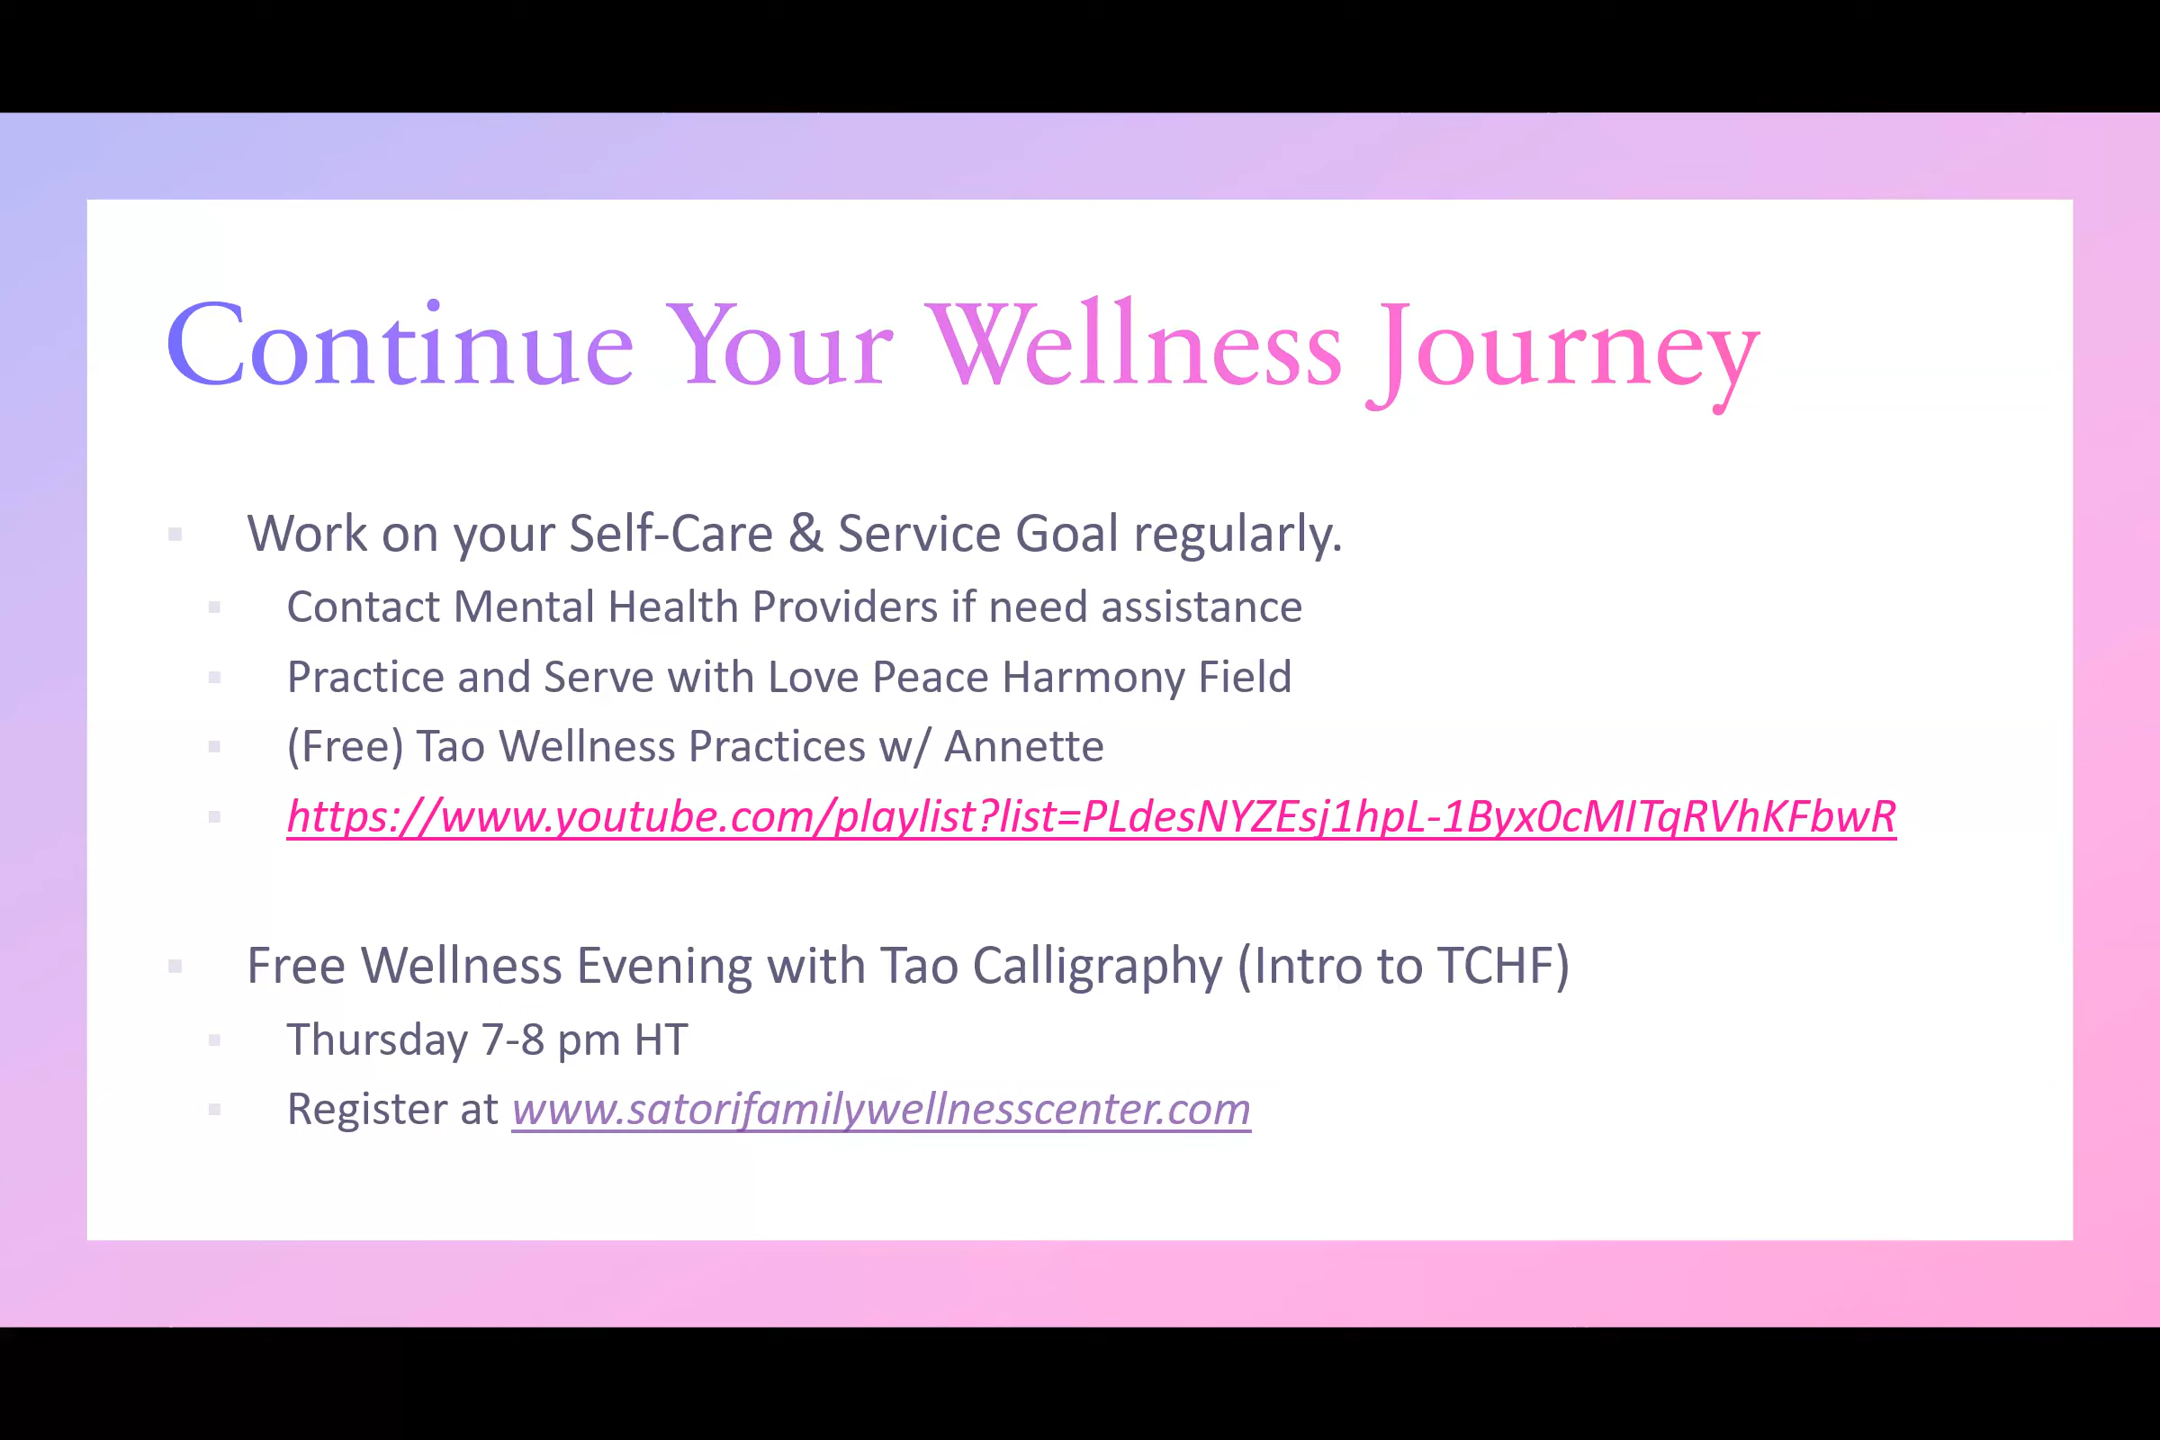 Continue Your Wellness Journey
Work on your Self-Care & Service Goal regularly.
Contact Mental Health Providers if need assistance
Practice and Serve with Love Peace Harmony Field
(Free) Tao Wellness Practices w/ Annette
https://www.youtube.com/playlist?list=PLdesNYZEsj1hpL-1Byx0cMITqRVhKFbwR
Free Wellness Evening with Tao Calligraphy (Intro to TCHF)
Thursday 7-8 pm HT
Register at www.satorifamilywellnesscenter.com